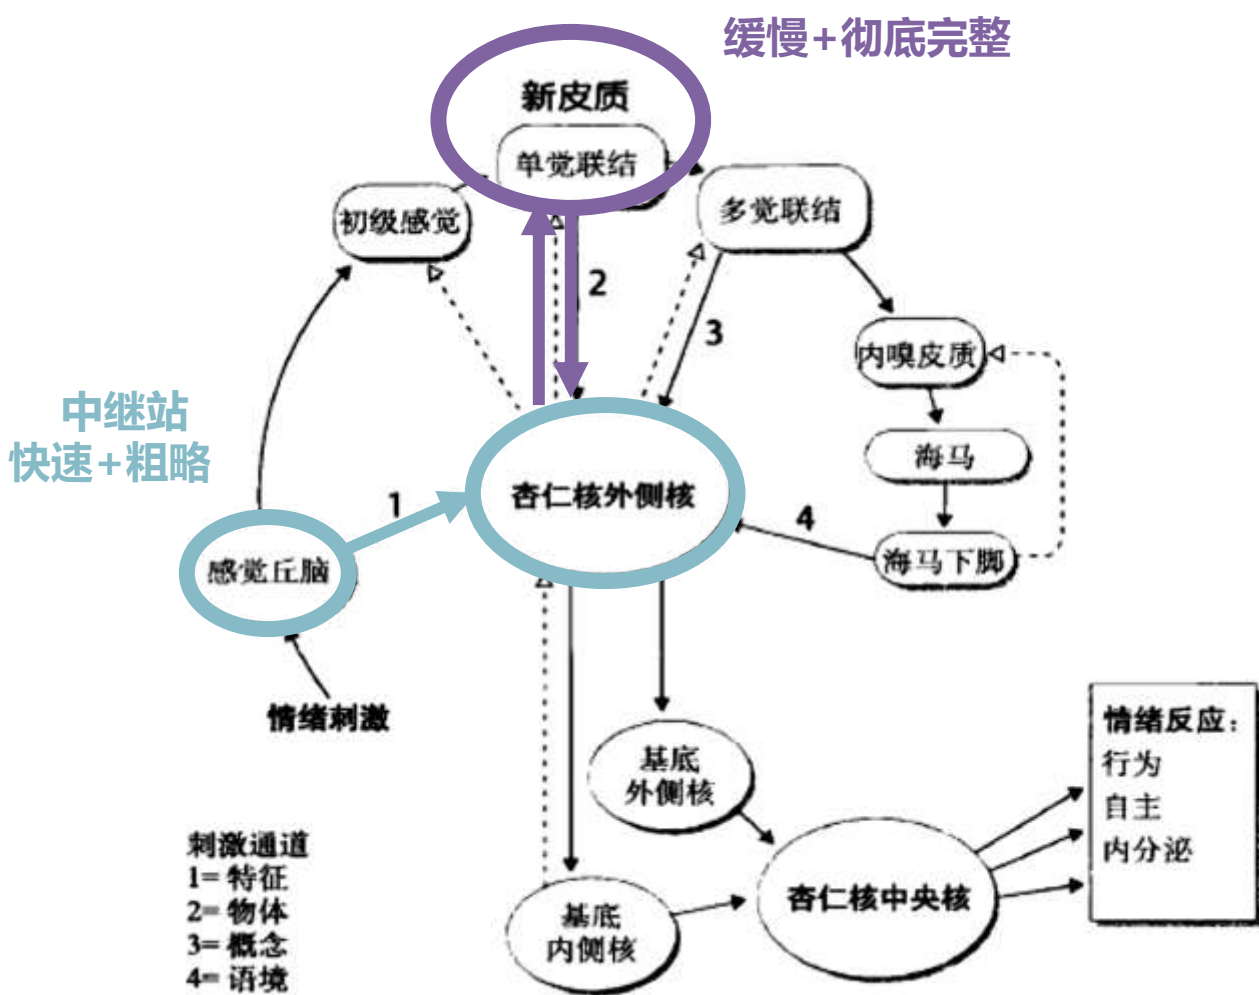 缓慢+彻底完整
新皮质
单觉联结
初级感觉
多觉联结
2
3
内嗅皮质
中继站
快速+粗略
海马
1
杏仁核外侧核
4
海马下脚
感觉丘脑
情绪刺激
基底
外侧核
情绪反应：
行为
自主
内分泌
刺激通道
1=特征
2=物体
3=概念
4=语境
杏仁核中央核
基底
内侧核